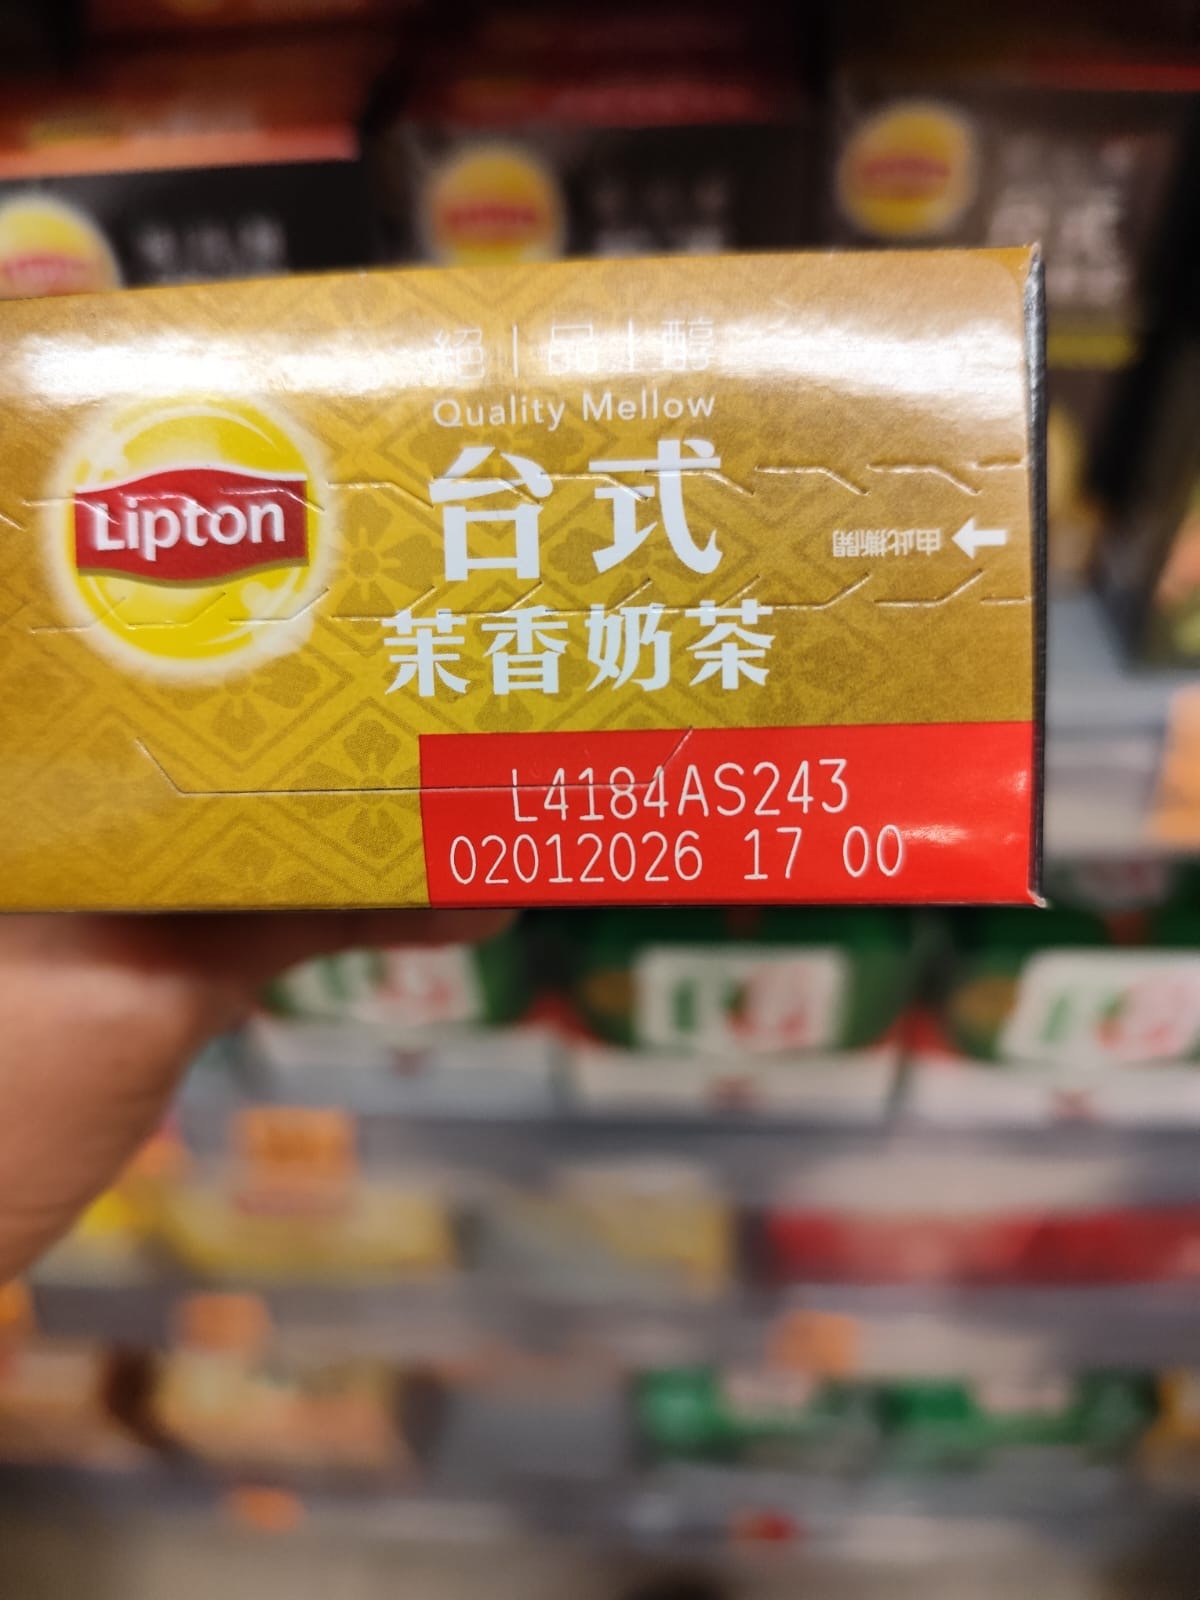 絕|品|醇
Quality Mellow
Lipton
台式
茉香奶茶
由此撕開
L4184AS243
02012026 17 00